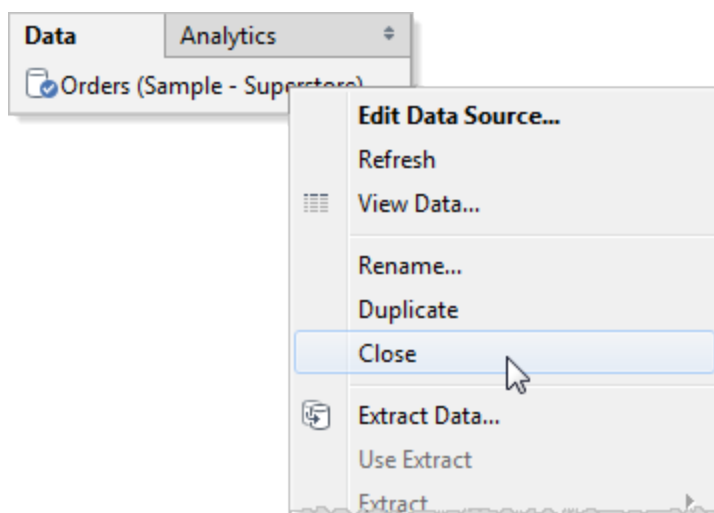 Data Analytics
Orders (Sample - Superstore)
Edit Data Source...
Refresh
View Data...
Rename...
Duplicate
Close
Extract Data...
Use Extract
Extract